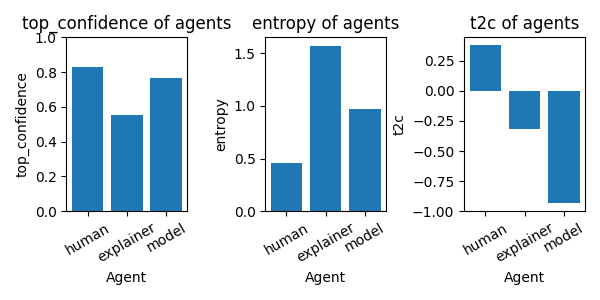 top_confidence of agents
top_confidence
1.0
0.8
0.6
0.4
0.2
0.0
human
explainer
model
Agent
entropy of agents
entropy
1.5
1.0
0.5
0.0
human
explainer
model
Agent
t2c of agents
t2c
0.25
0.00
−0.25
−0.50
−0.75
−1.00
human
explainer
model
Agent